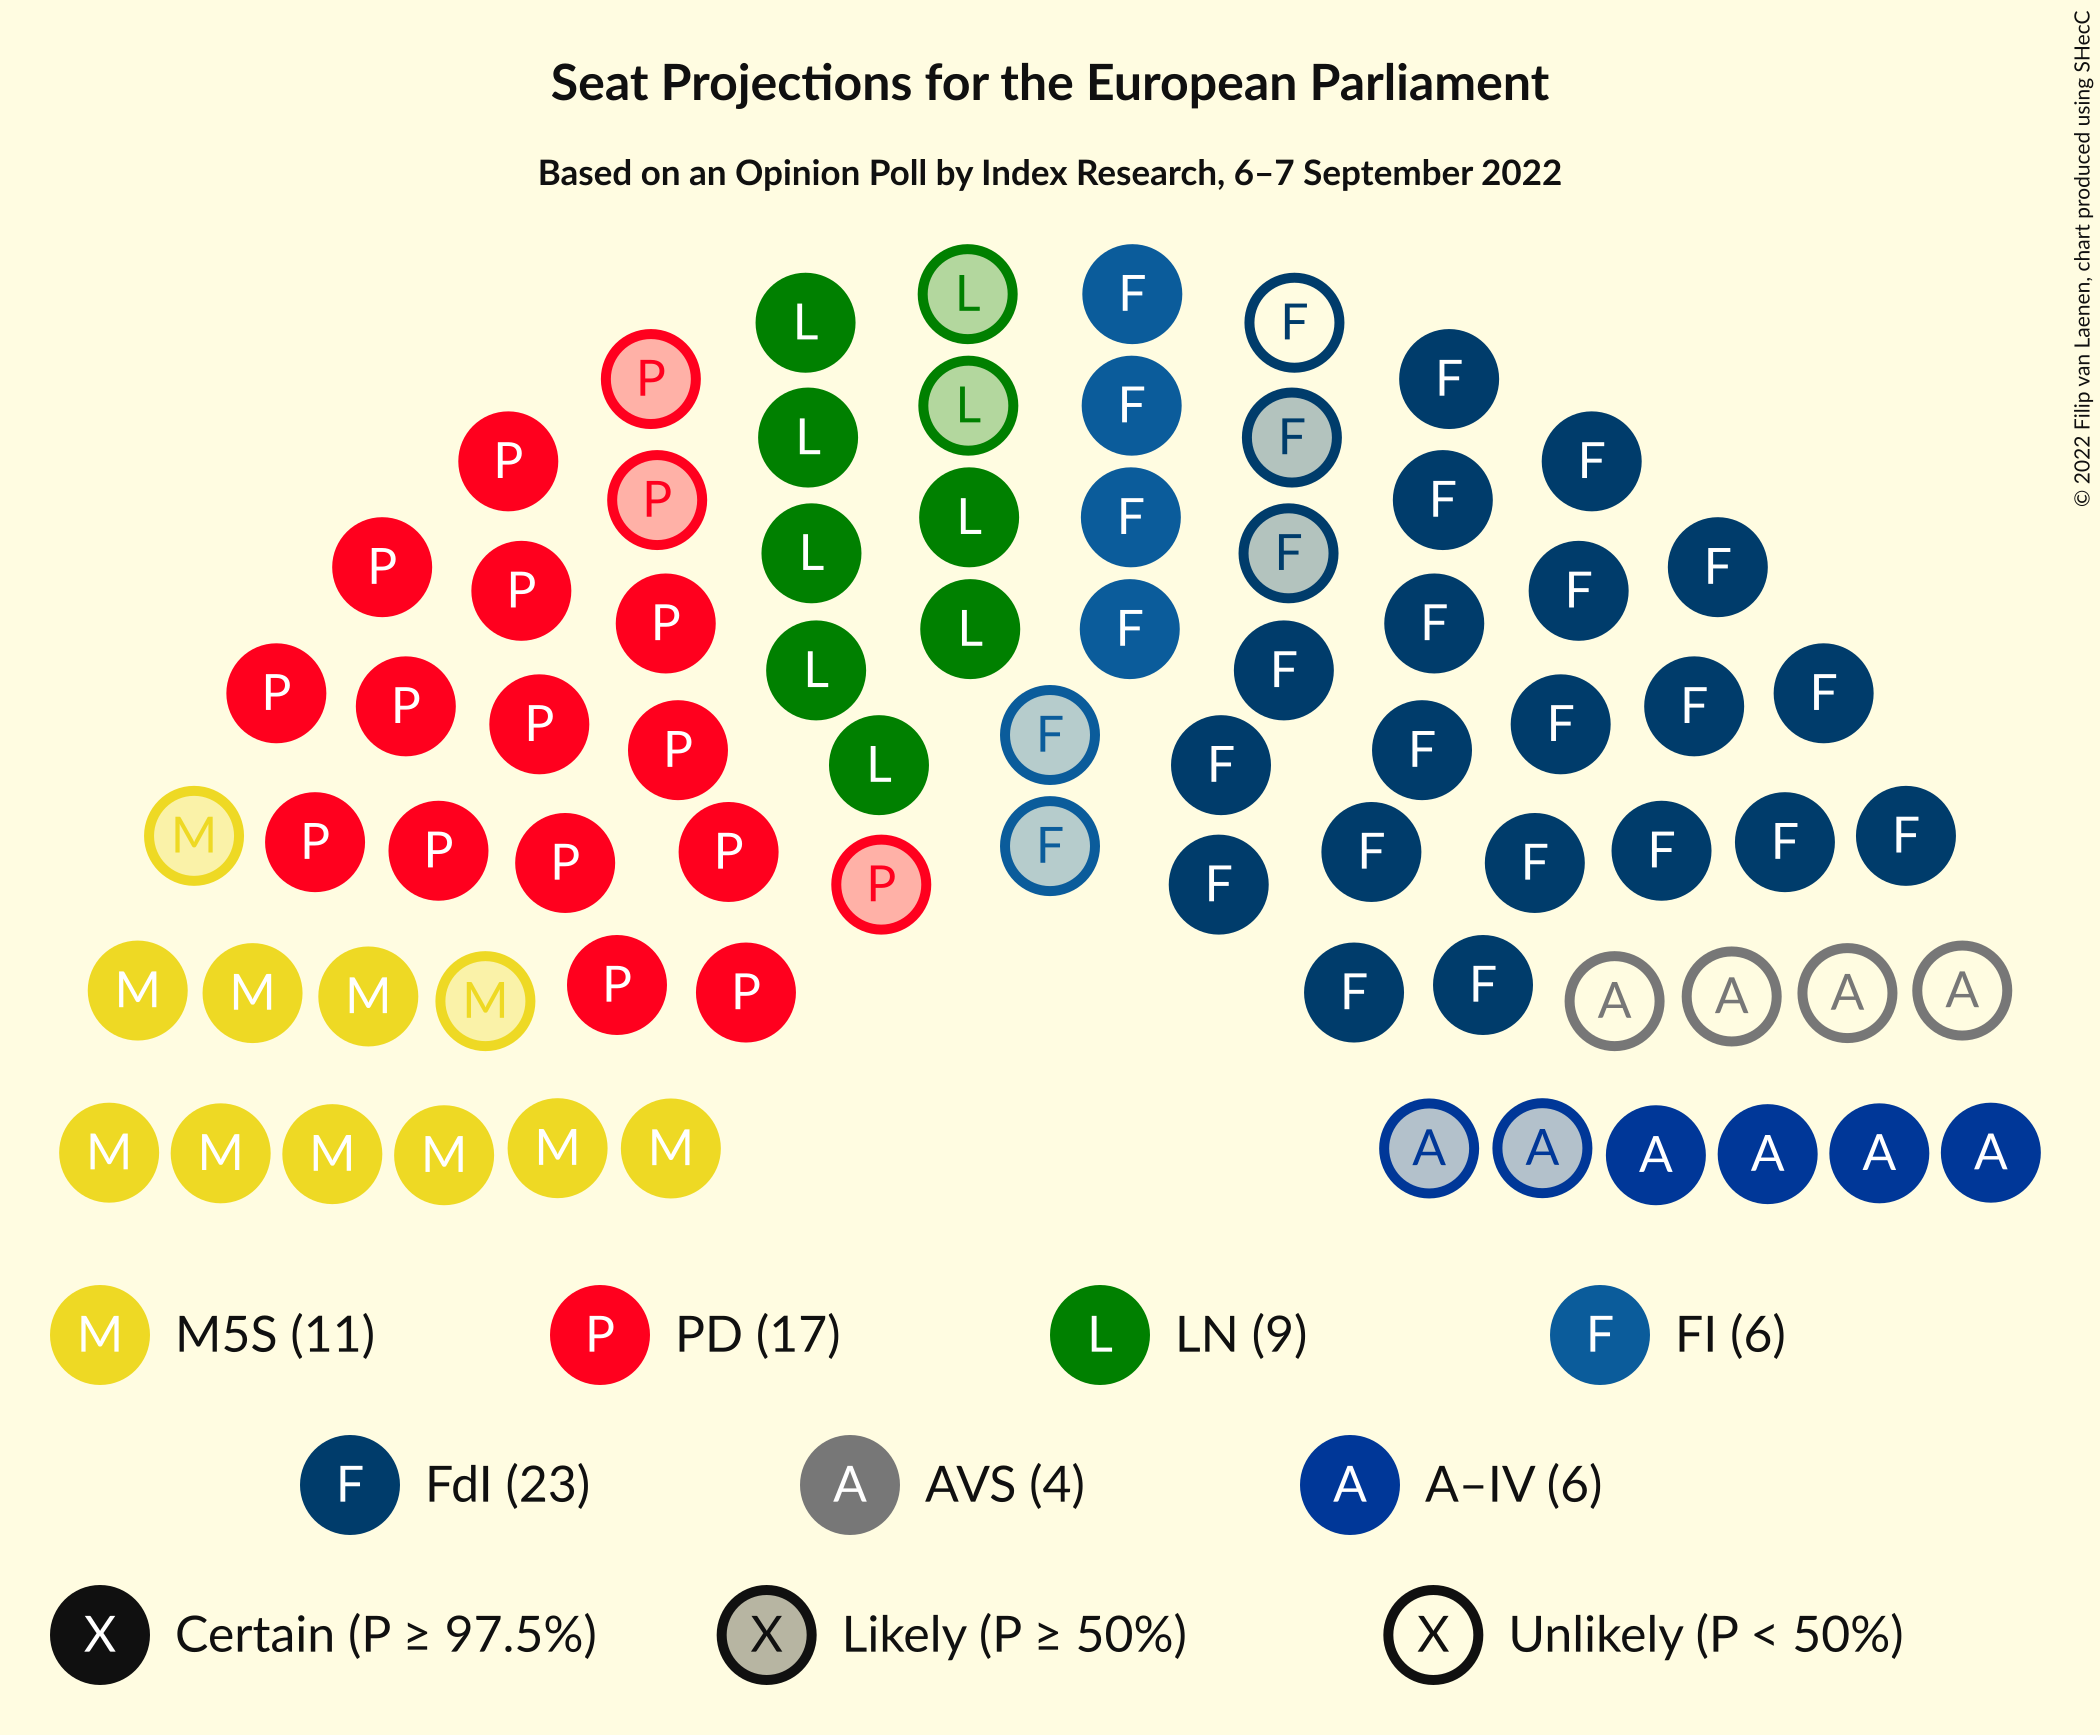 Seat Projections for the European Parliament
Based on an Opinion Poll by Index Research, 6–7 September 2022
© 2022 Filip van Laenen, chart produced using SHecC
L F
L F F
P L F F
L F
P F
P L F F
L F
P L F F
P P F F
P L F F
P L F F
P P F F
P P F F
P F F
L F
M P F F
P P F F
P P F F
P F F
P F
M M M M P P F F A A A A
M M M M M M A A A A A A
M M5S (11) P PD (17) L LN (9) F FI (6)
F FdI (23) A AVS (4) A A–IV (6)
X Certain (P ≥ 97.5%) X Likely (P ≥ 50%) X Unlikely (P < 50%)